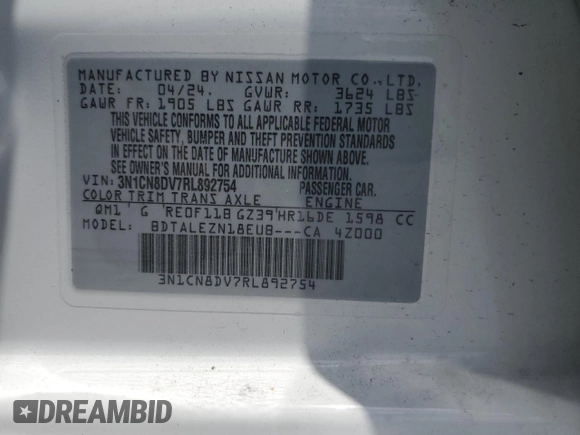 MANUFACTURED BY NISSAN MOTOR CO.,LTD.
DATE: 04/24. GVWR: 3624 LBS
GAWR FR: 1905 LBS GAWR RR: 1735 LBS
THIS VEHICLE CONFORMS TO ALL APPLICABLE FEDERAL MOTOR
VEHICLE SAFETY, BUMPER AND THEFT PREVENTION STANDARDS
IN EFFECT ON THE DATE OF MANUFACTURE SHOWN ABOVE.
SEE OWNER'S MANUAL FOR ADDITIONAL INFORMATION.
VIN: 3N1CN8DV7RL892754 PASSENGER CAR.
COLOR TRIM TRANS AXLE ENGINE
QM1 G RE0F11B GZ39 HR16DE 1598 CC
MODEL: BDTALEZN18EUB---CA 4Z000
3N1CN8DV7RL892754
DREAMBID